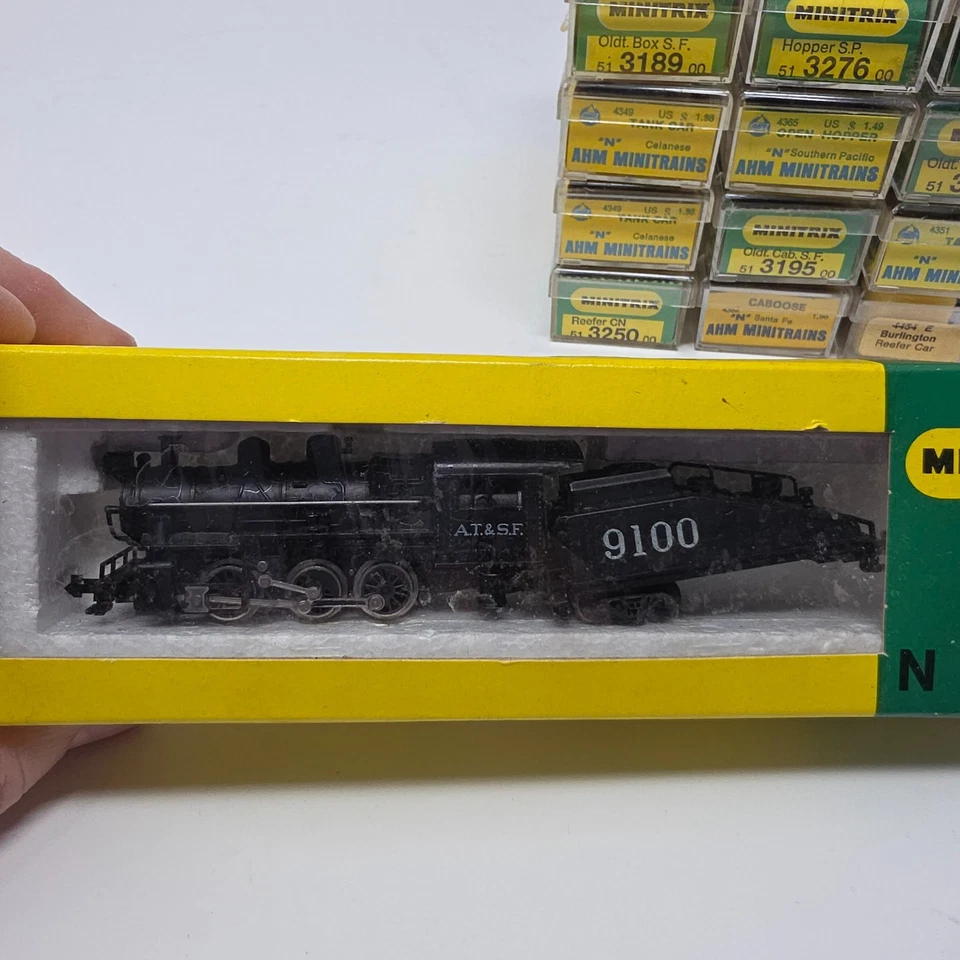 MINITRIX
Oldt. Box S.F.
51 3189 00
MINITRIX
Hopper S.P.
51 3276 00
4349 US $ 1.98
TANK CAR
"N" Celanese
AHM MINITRAINS
4365 US $ 1.49
OPEN HOPPER
"N" Southern Pacific
AHM MINITRAINS
Oldt.
51
4349 US $ 1.98
TANK CAR
"N" Celanese
AHM MINITRAINS
MINITRIX
Oldt. Cab. S.F.
51 3195 00
4351
"N"
AHM MIN
MINITRIX
Reefer CN
51 3250 00
CABOOSE
"N" Santa Fe
AHM MINITRAINS
Burlington
Reefer Car
A.T.&S.F.
9100
M
N